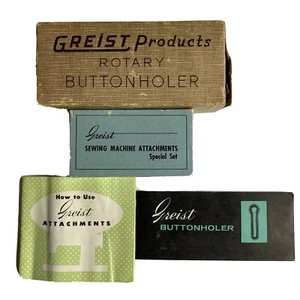 GREIST Products
ROTARY
BUTTONHOLER
Greist
SEWING MACHINE ATTACHMENTS
Special Set
How to Use
Greist
ATTACHMENTS
Greist
BUTTONHOLER